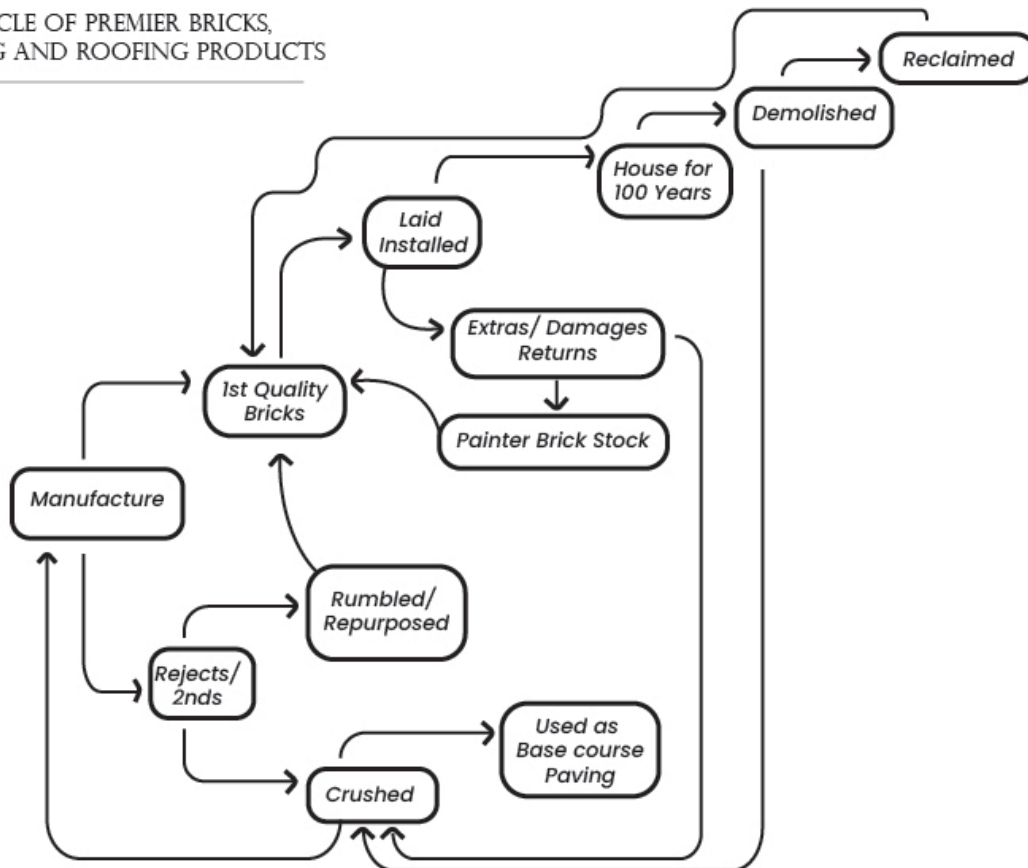 CLE OF PREMIER BRICKS,
G AND ROOFING PRODUCTS
Reclaimed
Demolished
House for
100 Years
Laid
Installed
Extras/ Damages
Returns
1st Quality
Bricks
Painter Brick Stock
Manufacture
Rumbled/
Repurposed
Rejects/
2nds
Used as
Base course
Paving
Crushed